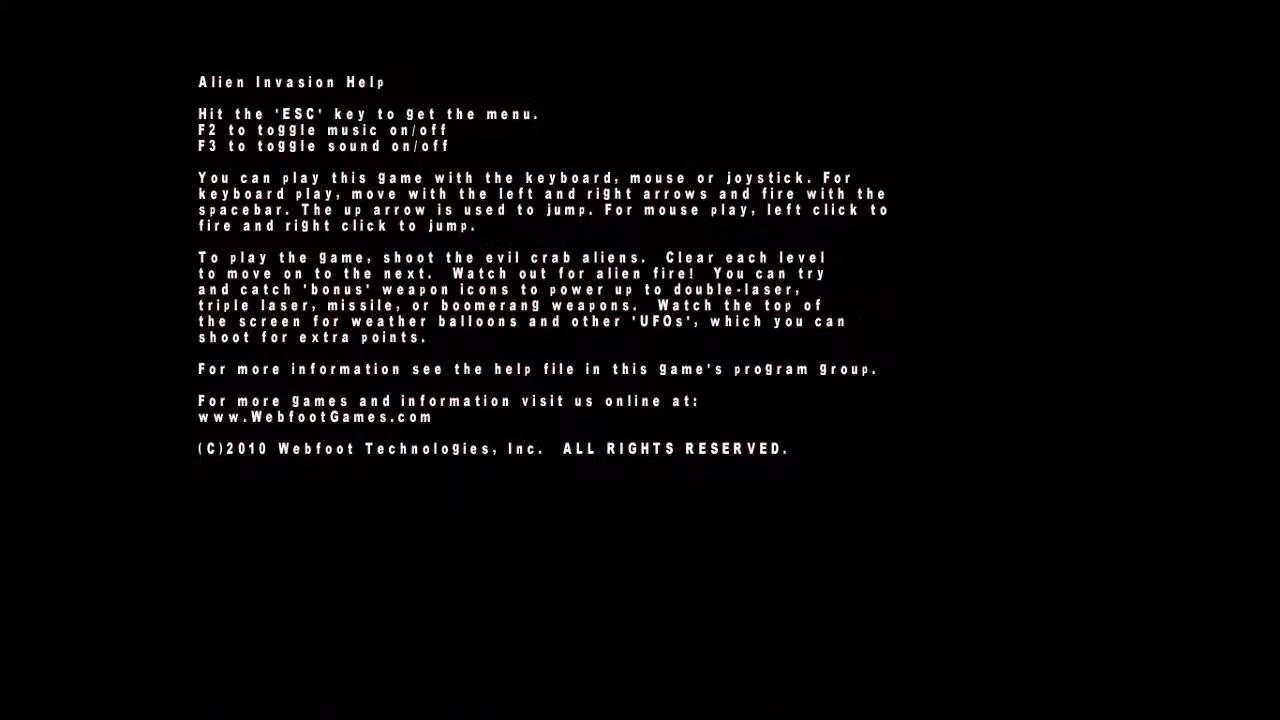 Alien Invasion Help
Hit the 'ESC' key to get the menu.
F2 to toggle music on/off
F3 to toggle sound on/off
You can play this game with the keyboard, mouse or joystick. For
keyboard play, move with the left and right arrows and fire with the
spacebar. The up arrow is used to jump. For mouse play, left click to
fire and right click to jump.
To play the game, shoot the evil crab aliens.  Clear each level
to move on to the next.  Watch out for alien fire!  You can try
and catch 'bonus' weapon icons to power up to double-laser,
triple laser, missile, or boomerang weapons.  Watch the top of
the screen for weather balloons and other 'UFOs', which you can
shoot for extra points.
For more information see the help file in this game's program group.
For more games and information visit us online at:
www.WebfootGames.com
(C)2010 Webfoot Technologies, Inc.  ALL RIGHTS RESERVED.